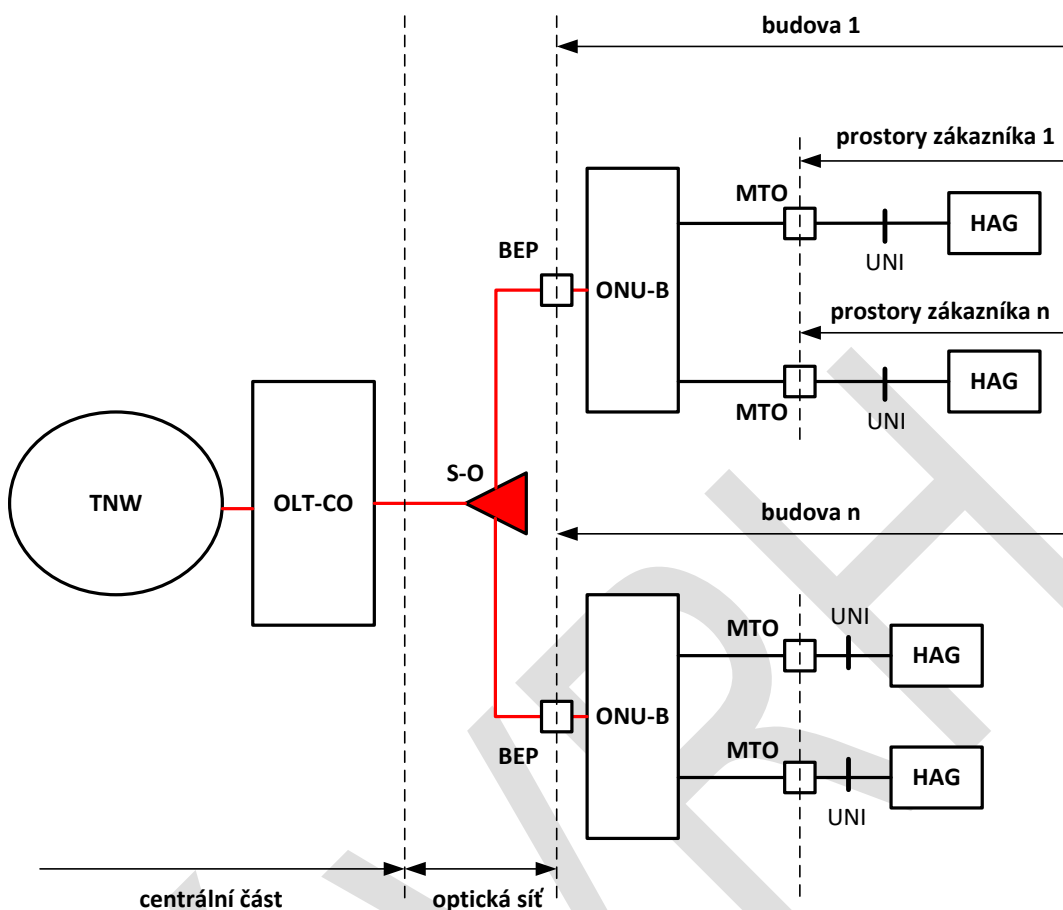 budova 1
prostory zákazníka 1
MTO
HAG
UNI
BEP
ONU-B
prostory zákazníka n
HAG
MTO
UNI
S-O
TNW
OLT-CO
budova n
UNI
MTO
HAG
ONU-B
BEP
MTO
HAG
UNI
centrální část
optická síť